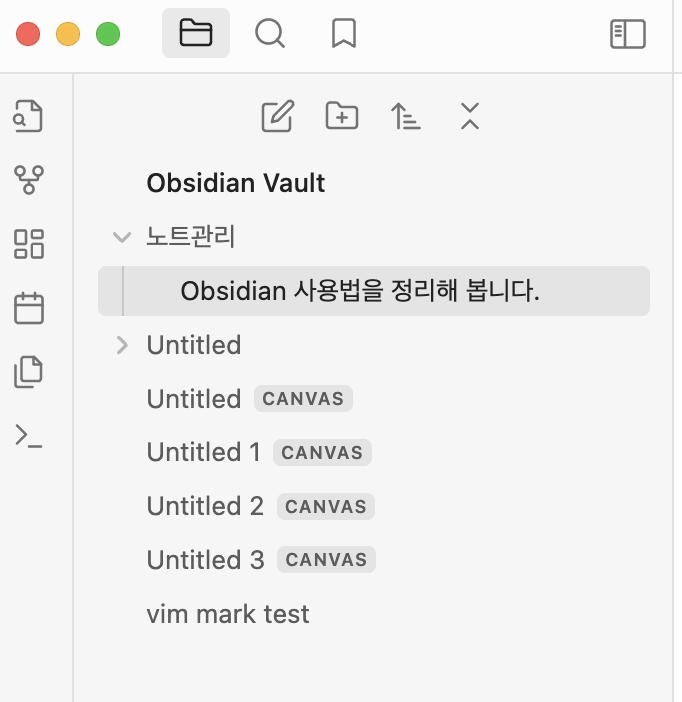 Obsidian Vault
노트관리
Obsidian 사용법을 정리해 봅니다.
Untitled
Untitled CANVAS
Untitled 1 CANVAS
Untitled 2 CANVAS
Untitled 3 CANVAS
vim mark test